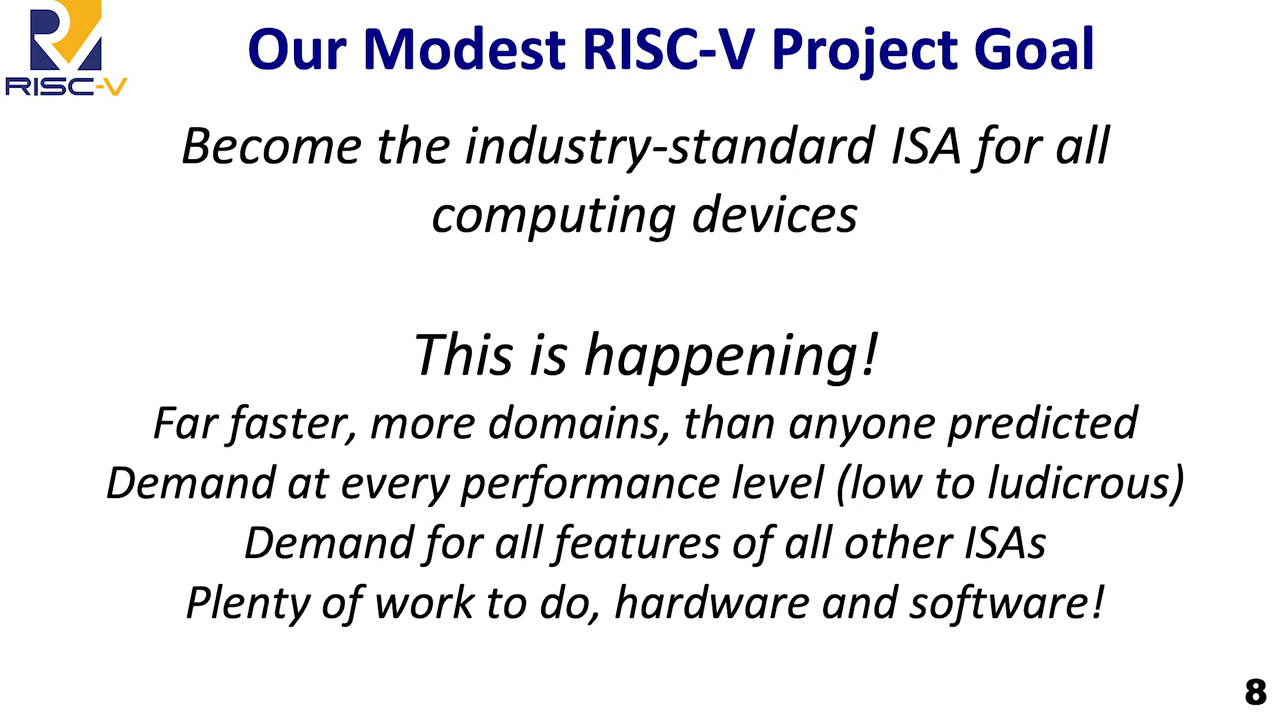 RISC-V
Our Modest RISC-V Project Goal
Become the industry-standard ISA for all
computing devices
This is happening!
Far faster, more domains, than anyone predicted
Demand at every performance level (low to ludicrous)
Demand for all features of all other ISAs
Plenty of work to do, hardware and software!
8